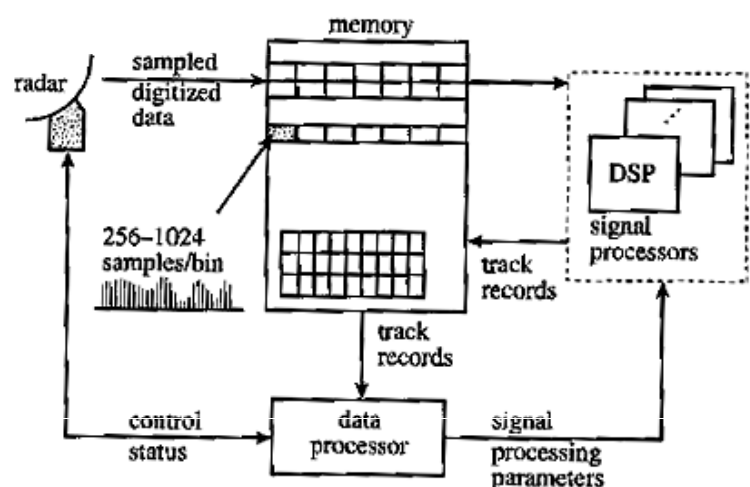 memory
radar
sampled
digitized
data
DSP
signal
processors
256–1024
samples/bin
track
records
track
records
control
status
data
processor
signal
processing
parameters